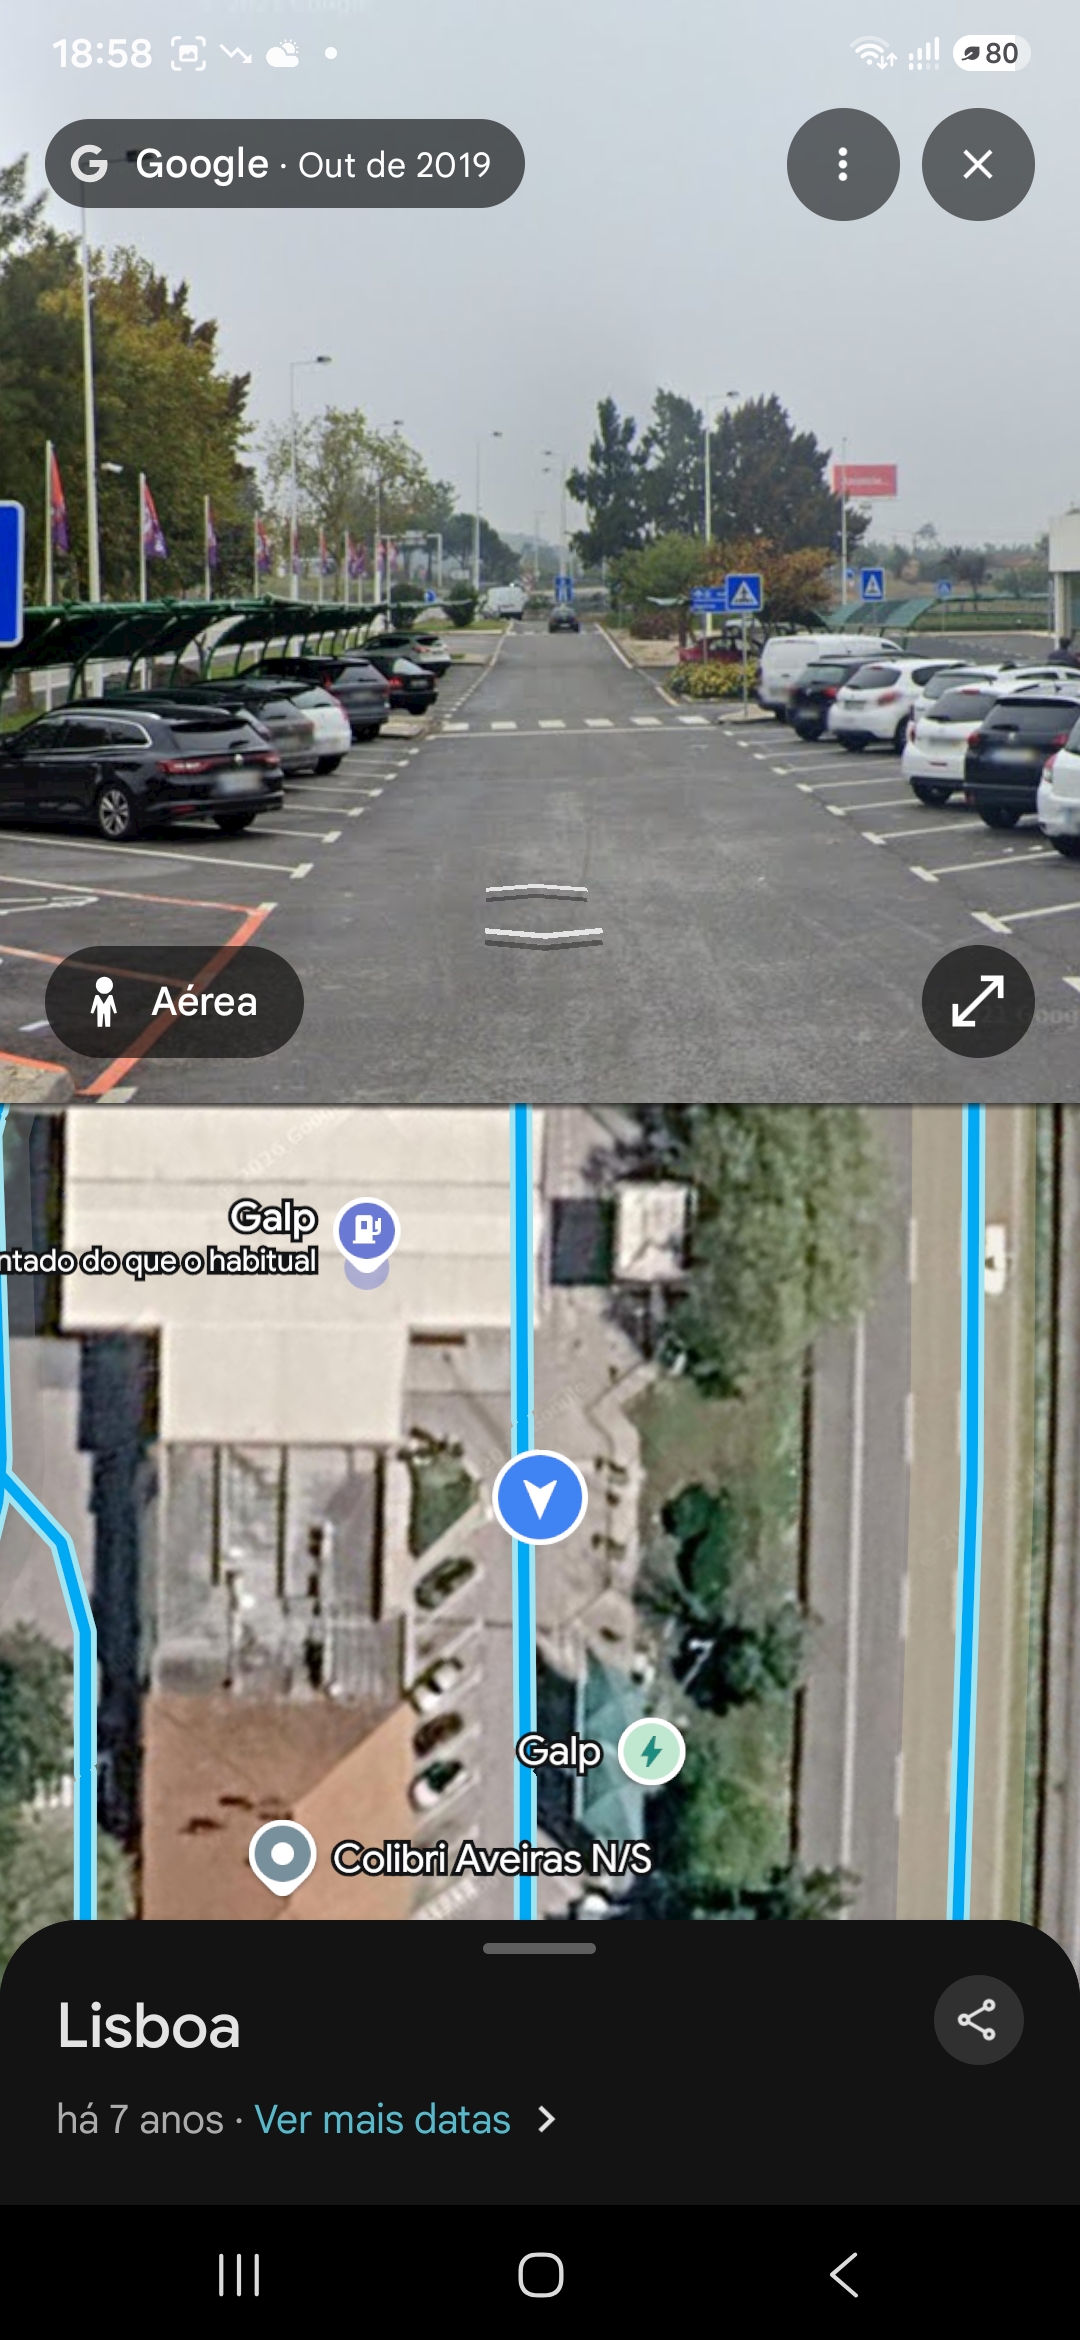 18:58
80
Google · Out de 2019
Aérea
Galp
ntado do que o habitual
Galp
Colibri Aveiras N/S
Lisboa
há 7 anos · Ver mais datas